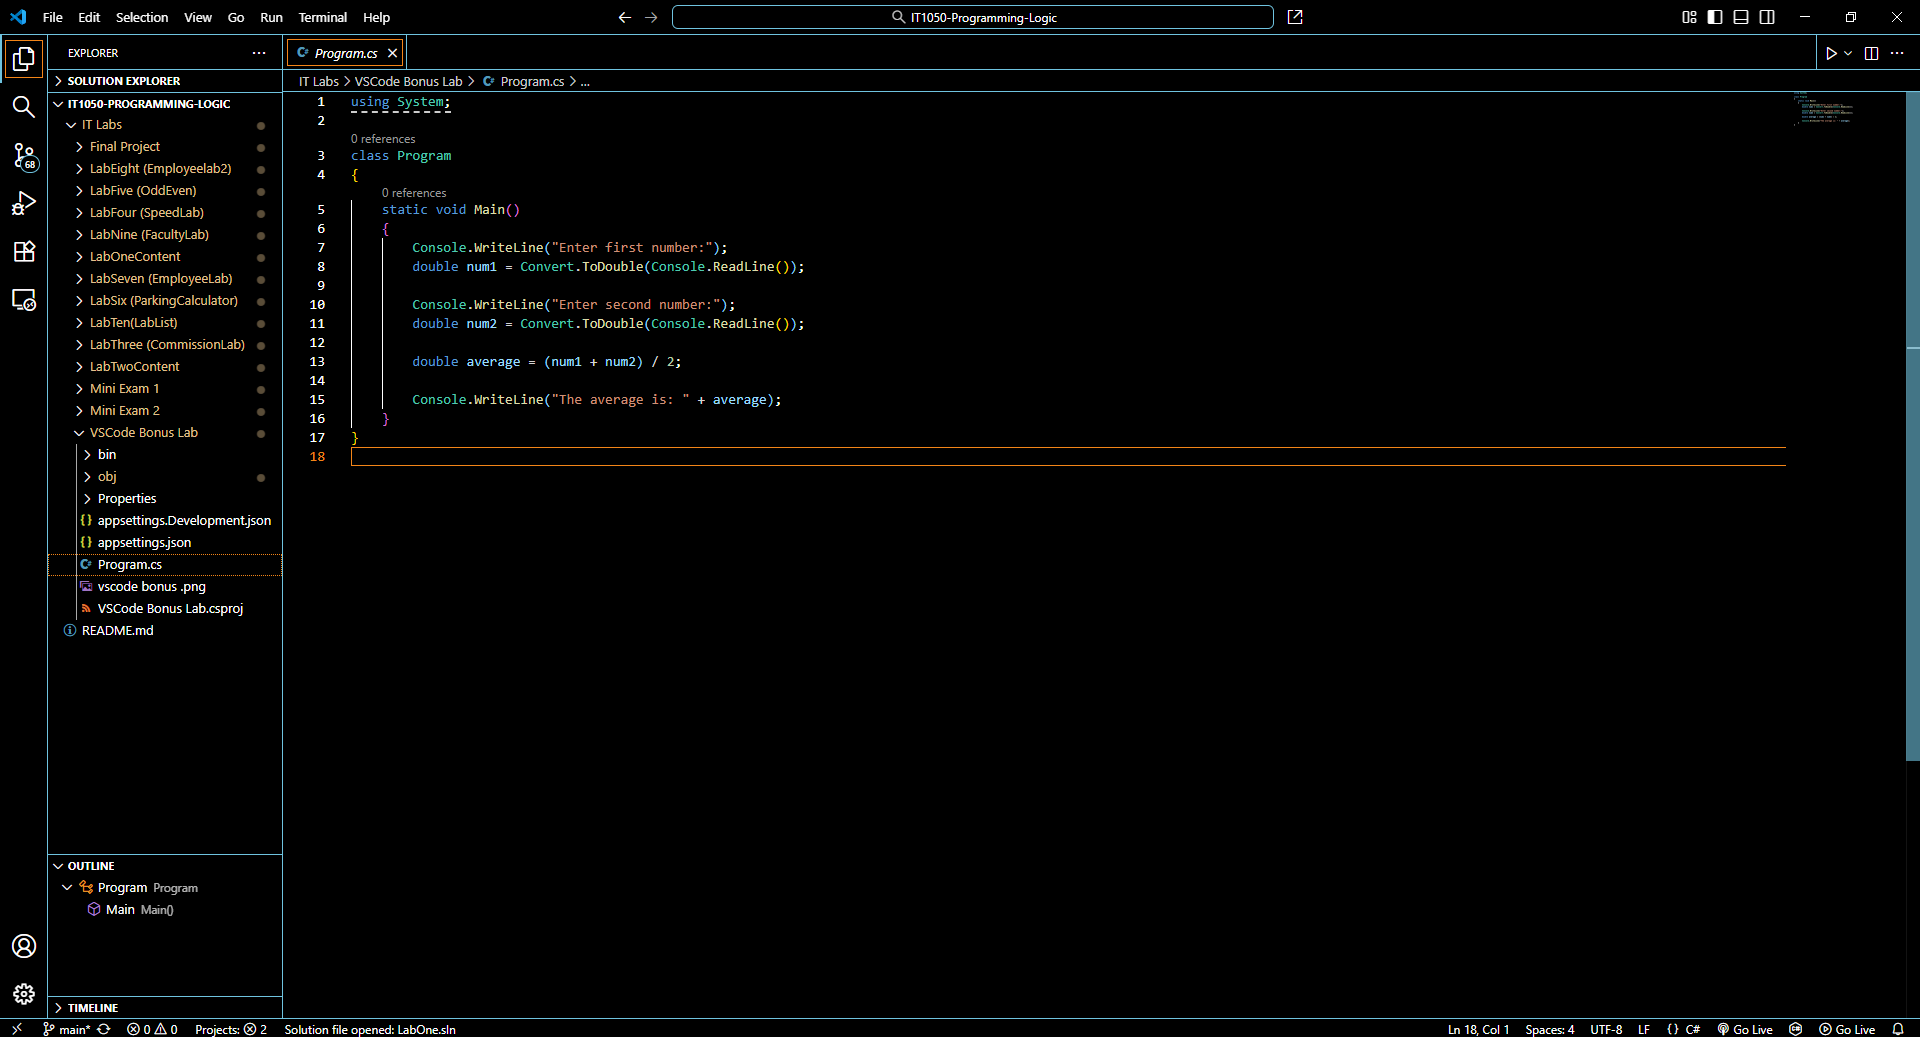 File Edit Selection View Go Run Terminal Help
IT1050-Programming-Logic
EXPLORER
SOLUTION EXPLORER
IT1050-PROGRAMMING-LOGIC
IT Labs
Final Project
LabEight (Employeelab2)
LabFive (OddEven)
LabFour (SpeedLab)
LabNine (FacultyLab)
LabOneContent
LabSeven (EmployeeLab)
LabSix (ParkingCalculator)
LabTen(LabList)
LabThree (CommissionLab)
LabTwoContent
Mini Exam 1
Mini Exam 2
VSCode Bonus Lab
bin
obj
Properties
{} appsettings.Development.json
{} appsettings.json
C# Program.cs
vscode bonus .png
VSCode Bonus Lab.csproj
README.md
68
OUTLINE
Program Program
Main Main()
TIMELINE
C# Program.cs
IT Labs > VSCode Bonus Lab > C# Program.cs > ...
1 using System;
2
0 references
3 class Program
4 {
0 references
5 static void Main()
6 {
7 Console.WriteLine("Enter first number:");
8 double num1 = Convert.ToDouble(Console.ReadLine());
9
10 Console.WriteLine("Enter second number:");
11 double num2 = Convert.ToDouble(Console.ReadLine());
12
13 double average = (num1 + num2) / 2;
14
15 Console.WriteLine("The average is: " + average);
16 }
17 }
18
main* 0 0 Projects: 2 Solution file opened: LabOne.sln Ln 18, Col 1 Spaces: 4 UTF-8 LF {} C# Go Live Go Live